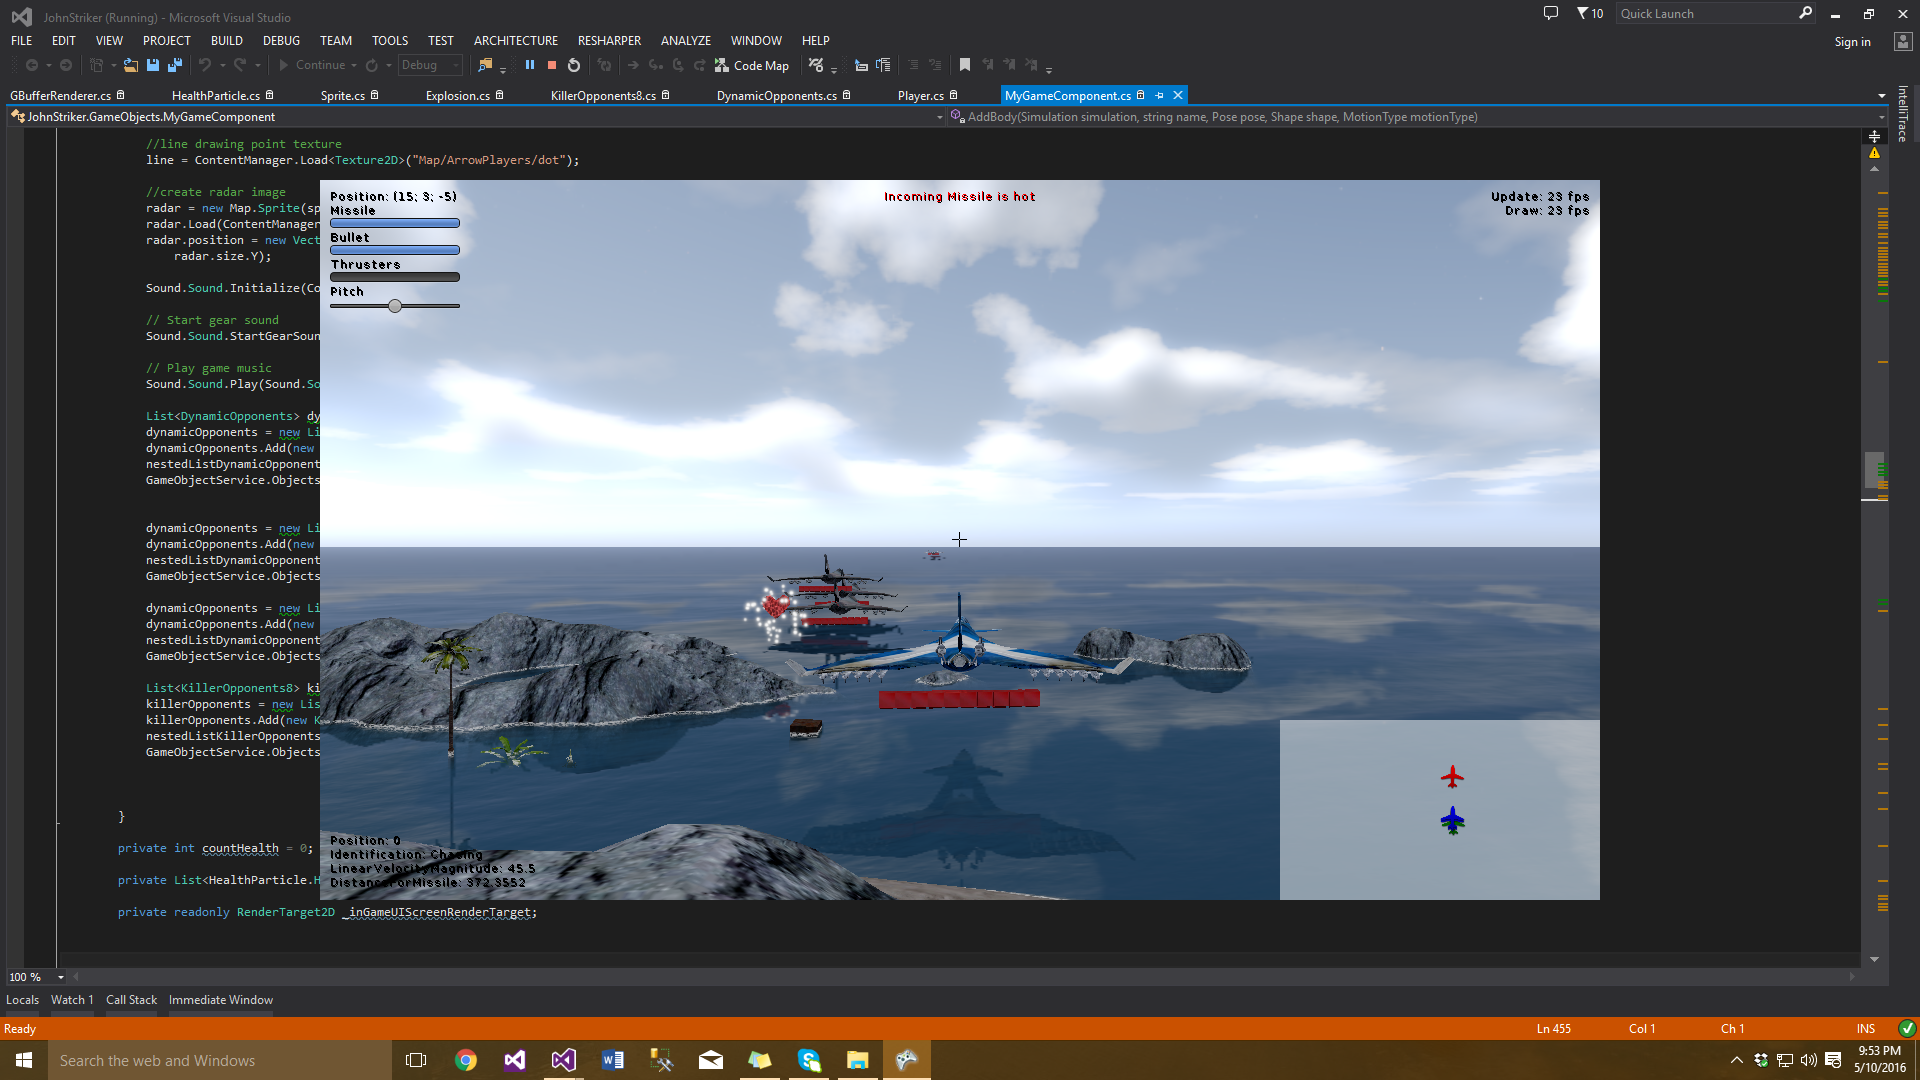 JohnStriker (Running) - Microsoft Visual Studio
10
Quick Launch
FILE EDIT VIEW PROJECT BUILD DEBUG TEAM TOOLS TEST ARCHITECTURE RESHARPER ANALYZE WINDOW HELP
Sign in
Continue Debug Code Map
GBufferRenderer.cs HealthParticle.cs Sprite.cs Explosion.cs KillerOpponents8.cs DynamicOpponents.cs Player.cs MyGameComponent.cs
IntelliTrace
JohnStriker.GameObjects.MyGameComponent
AddBody(Simulation simulation, string name, Pose pose, Shape shape, MotionType motionType)
//line drawing point texture
line = ContentManager.Load<Texture2D>("Map/ArrowPlayers/dot");
//create radar image
radar = new Map.Sprite(sp
radar.Load(ContentManager
radar.position = new Vect
radar.size.Y);
Sound.Sound.Initialize(Co
// Start gear sound
Sound.Sound.StartGearSoun
// Play game music
Sound.Sound.Play(Sound.So
List<DynamicOpponents> dy
dynamicOpponents = new Li
dynamicOpponents.Add(new
nestedListDynamicOpponent
GameObjectService.Objects
dynamicOpponents = new Li
dynamicOpponents.Add(new
nestedListDynamicOpponent
GameObjectService.Objects
dynamicOpponents = new Li
dynamicOpponents.Add(new
nestedListDynamicOpponent
GameObjectService.Objects
List<KillerOpponents8> ki
killerOpponents = new Lis
killerOpponents.Add(new K
nestedListKillerOpponents
GameObjectService.Objects
}
private int countHealth = 0;
private List<HealthParticle.H
private readonly RenderTarget2D _inGameUIScreenRenderTarget;
Position: (15; 3; -5)
Missile
Bullet
Thrusters
Pitch
Incoming Missile is hot
Update: 23 fps
Draw: 23 fps
Position: 0
Identification: Chasing
LinearVelocityMagnitude: 45.5
DistanceForMissile: 372.3552
100 %
Locals Watch 1 Call Stack Immediate Window
Ready Ln 455 Col 1 Ch 1 INS
Search the web and Windows
9:53 PM
5/10/2016